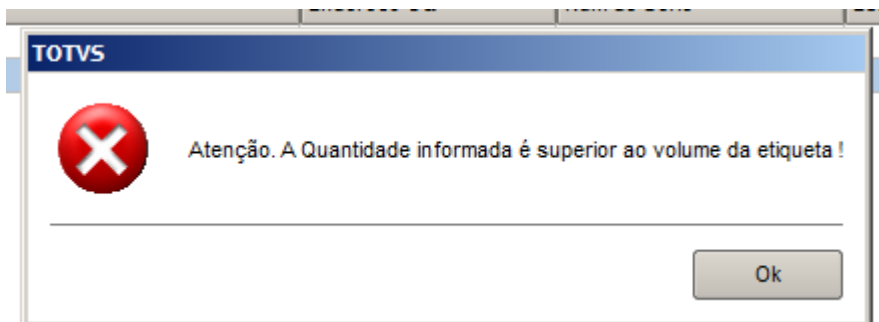 TOTVS
Atenção. A Quantidade informada é superior ao volume da etiqueta !
Ok